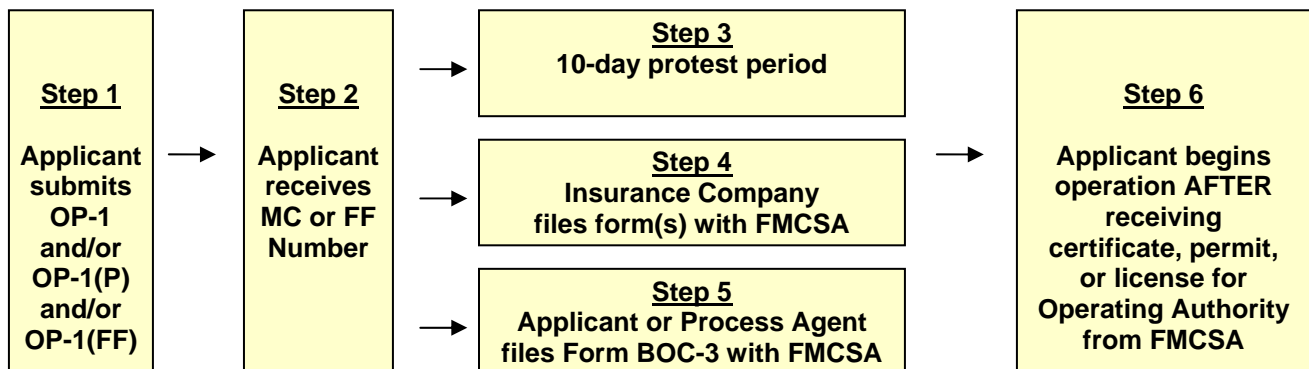 Step 1
Applicant
submits
OP-1
and/or
OP-1(P)
and/or
OP-1(FF)
Step 2
Applicant
receives
MC or FF
Number
Step 3
10-day protest period
Step 4
Insurance Company
files form(s) with FMCSA
Step 5
Applicant or Process Agent
files Form BOC-3 with FMCSA
Step 6
Applicant begins
operation AFTER
receiving
certificate, permit,
or license for
Operating Authority
from FMCSA